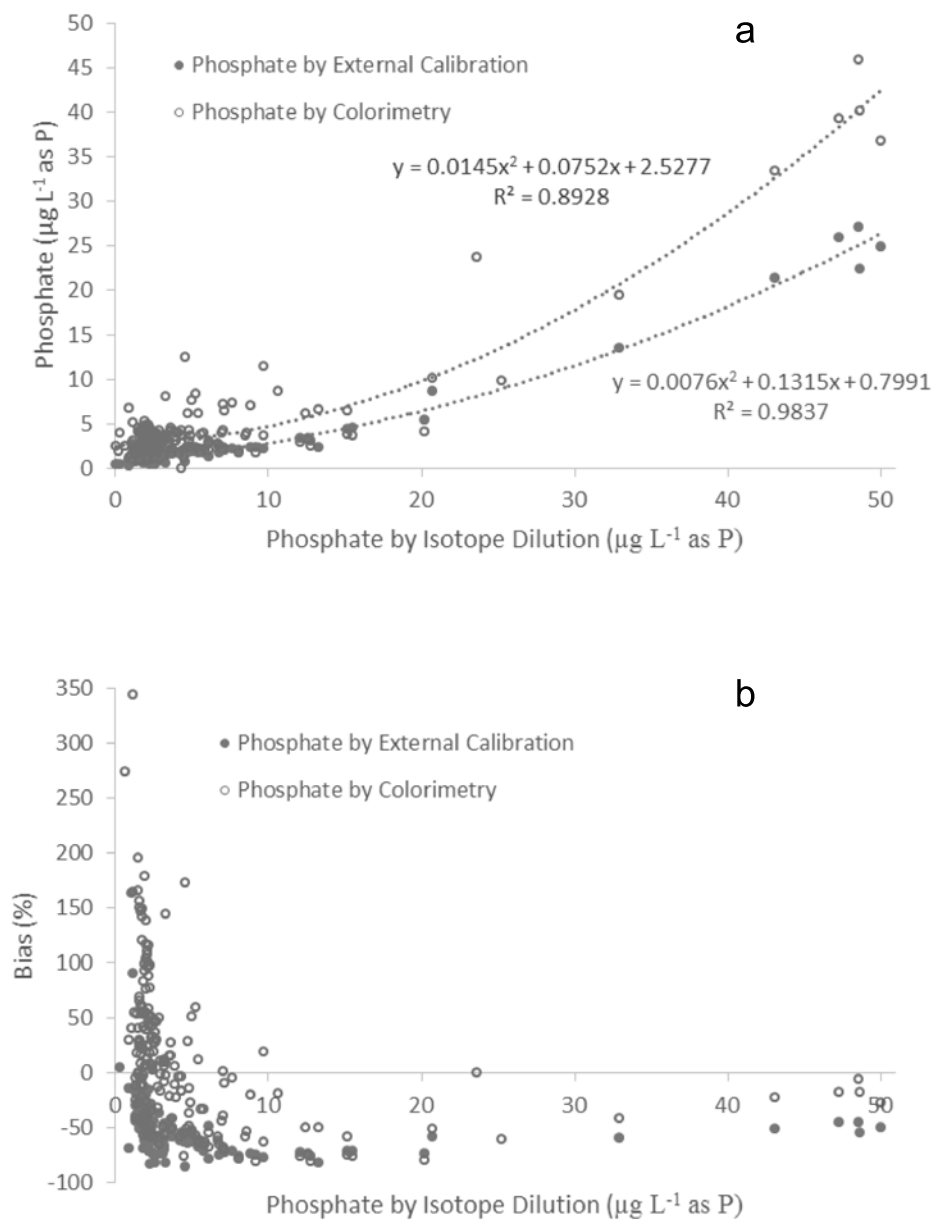 a
50
45
40
35
30
25
20
15
10
5
0
Phosphate (µg L⁻¹ as P)
Phosphate by External Calibration
Phosphate by Colorimetry
y = 0.0145x² + 0.0752x + 2.5277
R² = 0.8928
y = 0.0076x² + 0.1315x + 0.7991
R² = 0.9837
0 10 20 30 40 50
Phosphate by Isotope Dilution (µg L⁻¹ as P)
b
350
300
250
200
150
100
50
0
-50
-100
Bias (%)
Phosphate by External Calibration
Phosphate by Colorimetry
0 10 20 30 40 50
Phosphate by Isotope Dilution (µg L⁻¹ as P)